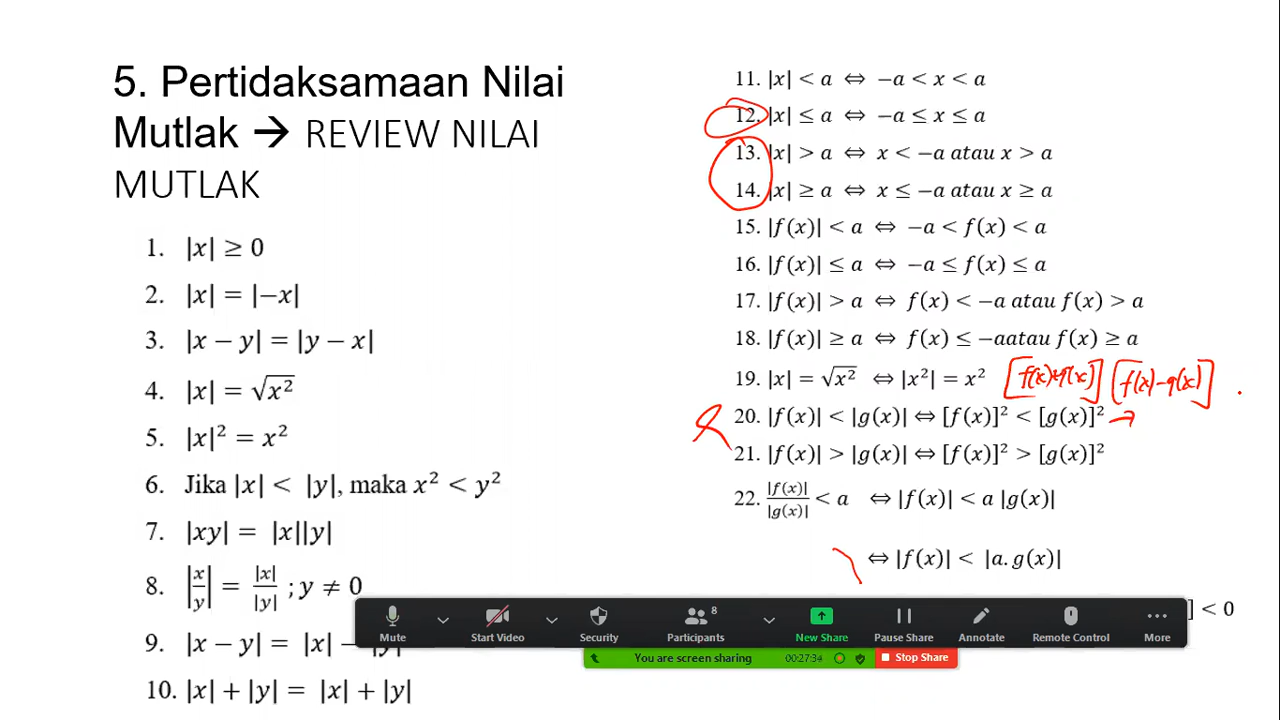 5. Pertidaksamaan Nilai
Mutlak → REVIEW NILAI
MUTLAK
1. |x| ≥ 0
2. |x| = |−x|
3. |x − y| = |y − x|
4. |x| = √x²
5. |x|² = x²
6. Jika |x| < |y|, maka x² < y²
7. |xy| = |x||y|
8. |x/y| = |x|/|y| ; y ≠ 0
9. |x − y| = |x| − |y|
10. |x| + |y| = |x| + |y|
11. |x| < a ⇔ −a < x < a
12. |x| ≤ a ⇔ −a ≤ x ≤ a
13. |x| > a ⇔ x < −a atau x > a
14. |x| ≥ a ⇔ x ≤ −a atau x ≥ a
15. |f(x)| < a ⇔ −a < f(x) < a
16. |f(x)| ≤ a ⇔ −a ≤ f(x) ≤ a
17. |f(x)| > a ⇔ f(x) < −a atau f(x) > a
18. |f(x)| ≥ a ⇔ f(x) ≤ −aatau f(x) ≥ a
19. |x| = √x² ⇔ |x²| = x²
[f(x)-g(x)]
20. |f(x)| < |g(x)| ⇔ [f(x)]² < [g(x)]² →
21. |f(x)| > |g(x)| ⇔ [f(x)]² > [g(x)]²
22. |f(x)|/|g(x)| < a ⇔ |f(x)| < a |g(x)|
⇔ |f(x)| < |a.g(x)|
] < 0
8
Mute Start Video Security Participants New Share Pause Share Annotate Remote Control More
You are screen sharing 00:27:34 Stop Share